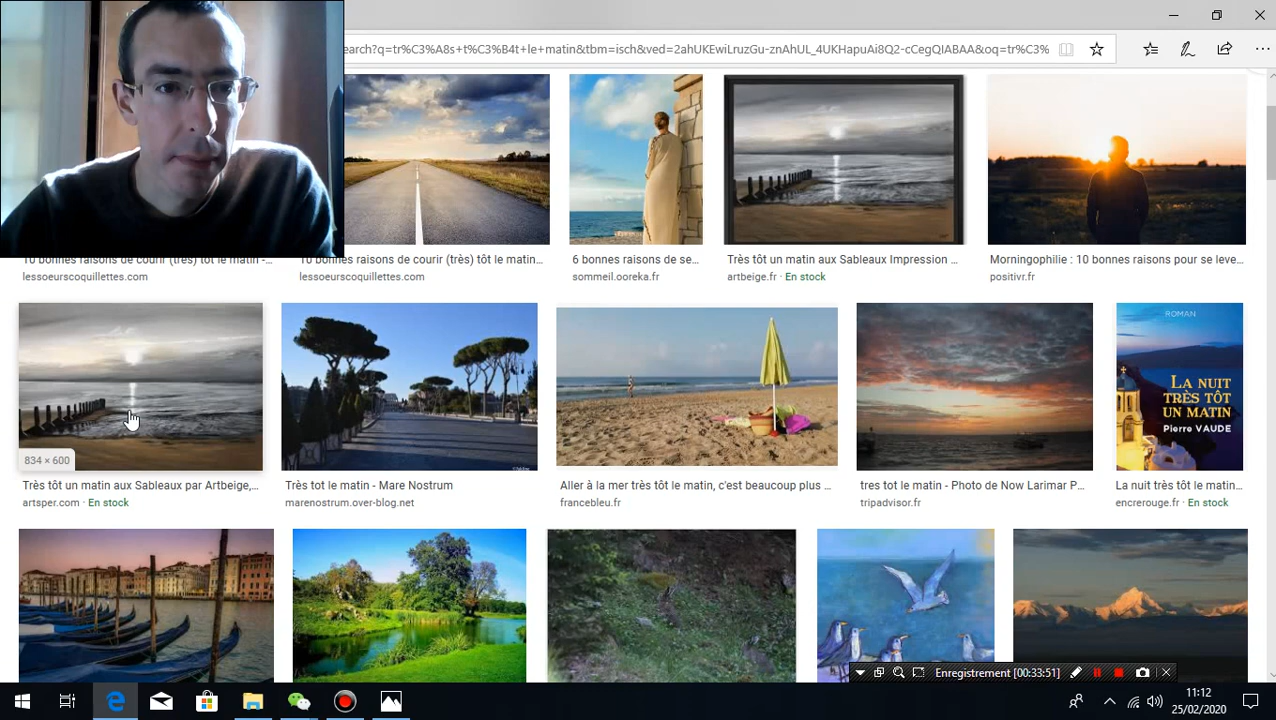 search?q=tr%C3%A8s+t%C3%B4t+le+matin&tbm=isch&ved=2ahUKEwiLruzGu-znAhUL_4UKHapuAi8Q2-cCegQIABAA&oq=tr%C3%
10 bonnes raisons de courir (très) tôt le matin -...
lessoeurscoquillettes.com
10 bonnes raisons de courir (très) tôt le matin...
lessoeurscoquillettes.com
6 bonnes raisons de se...
sommeil.ooreka.fr
Très tôt un matin aux Sableaux Impression ...
artbeige.fr · En stock
Morningophilie : 10 bonnes raisons pour se leve...
positivr.fr
834 × 600
Très tôt un matin aux Sableaux par Artbeige,...
artsper.com · En stock
Très tot le matin - Mare Nostrum
marenostrum.over-blog.net
Aller à la mer très tôt le matin, c'est beaucoup plus ...
francebleu.fr
tres tot le matin - Photo de Now Larimar P...
tripadvisor.fr
ROMAN
LA NUIT
TRÈS TÔT
UN MATIN
Pierre VAUDE
La nuit très tôt le matin...
encrerouge.fr · En stock
Enregistrement [00:33:51]
11:12
25/02/2020